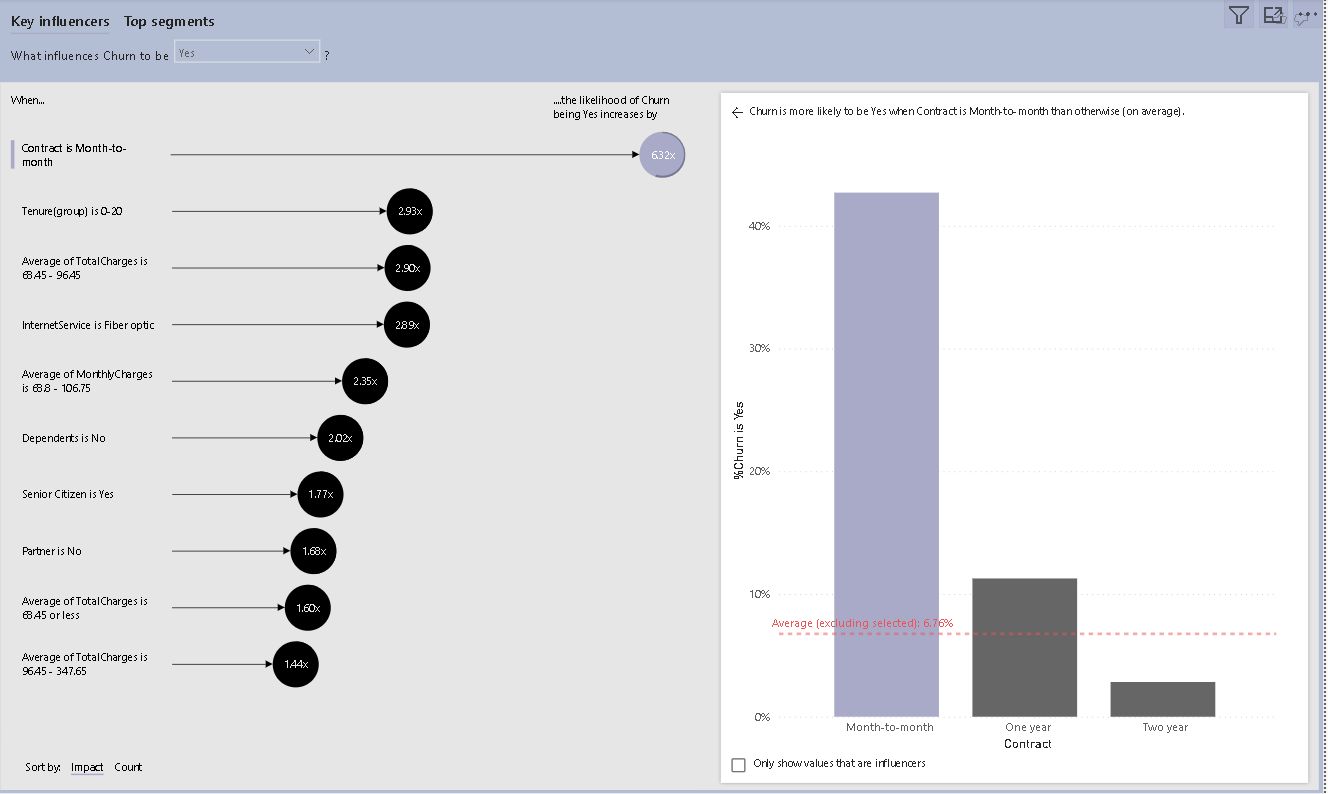 Key influencers Top segments
What influences Churn to be Yes ?
When...
....the likelihood of Churn
being Yes increases by
Contract is Month-to-
month
6.32x
Tenure(group) is 0-20
2.93x
Average of TotalCharges is
63.45 - 96.45
2.90x
InternetService is Fiber optic
2.89x
Average of MonthlyCharges
is 68.8 - 106.75
2.35x
Dependents is No
2.02x
Senior Citizen is Yes
1.77x
Partner is No
1.68x
Average of TotalCharges is
63.45 or less
1.60x
Average of TotalCharges is
96.45 - 347.65
1.44x
Sort by: Impact Count
Churn is more likely to be Yes when Contract is Month-to-month than otherwise (on average).
40%
30%
20%
10%
0%
%Churn is Yes
Average (excluding selected): 6.76%
Month-to-month One year Two year
Contract
Only show values that are influencers